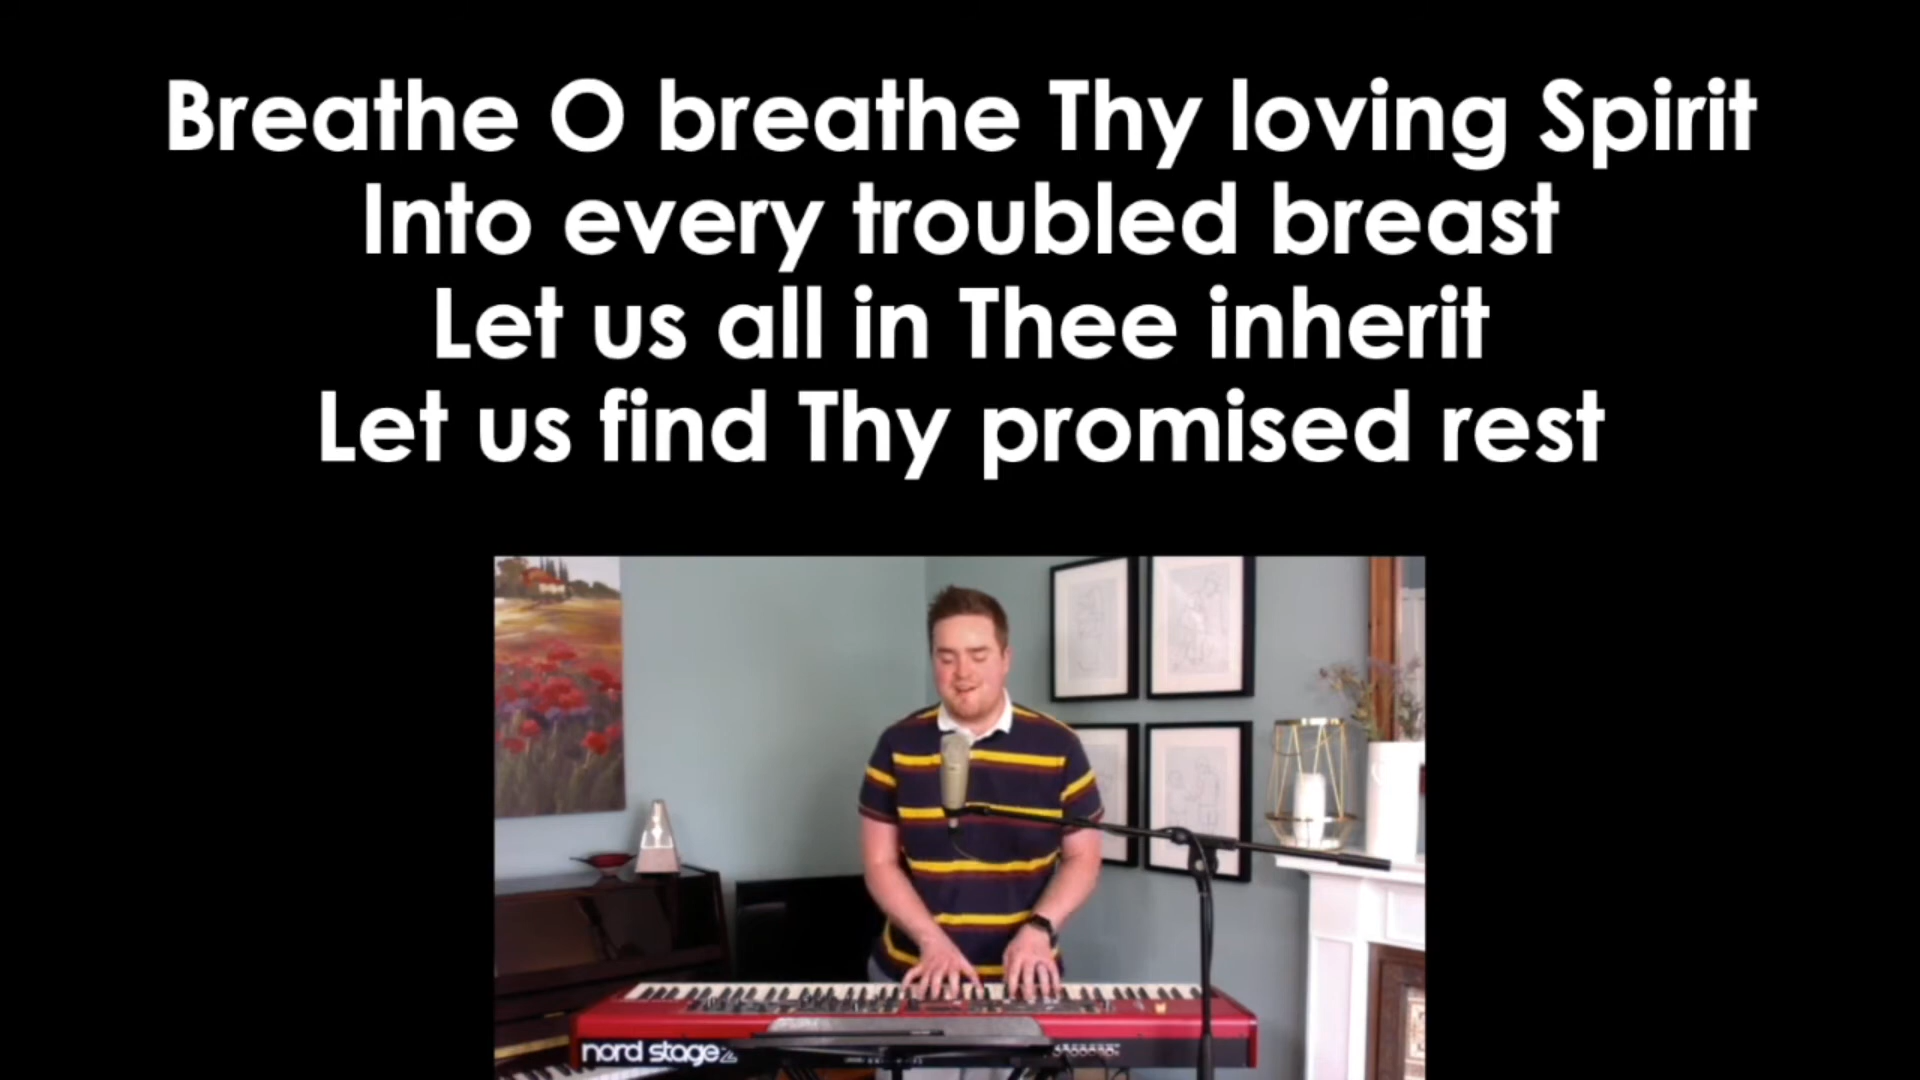 Breathe O breathe Thy loving Spirit
Into every troubled breast
Let us all in Thee inherit
Let us find Thy promised rest
nord stage 2